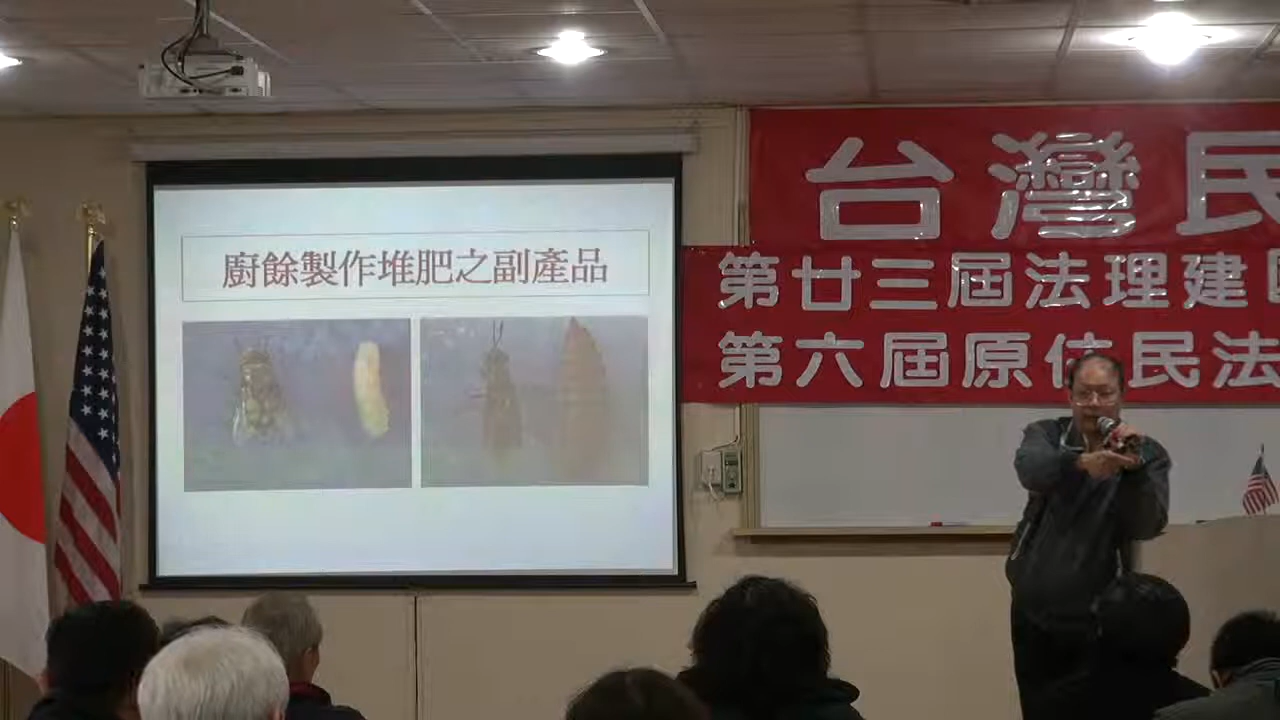 廚餘製作堆肥之副產品
台灣民
第廿三屆法理建
第六屆原住民法